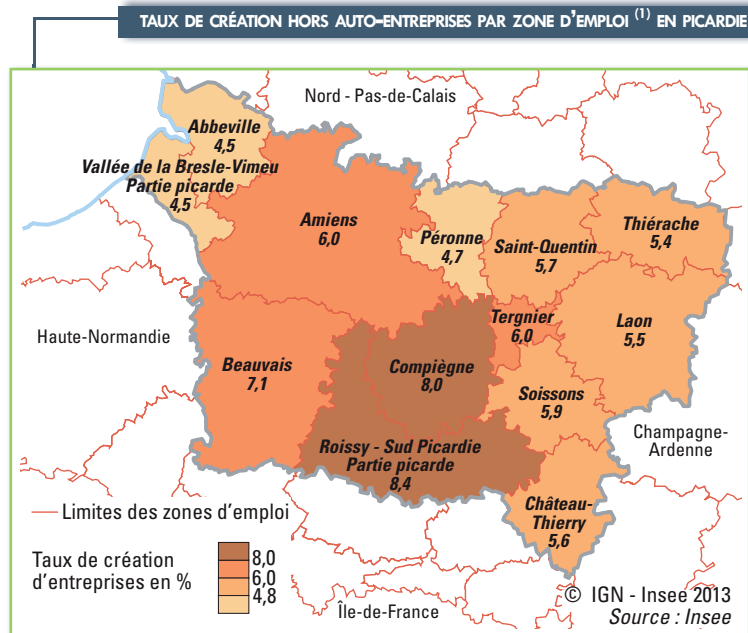 TAUX DE CRÉATION HORS AUTO-ENTREPRISES PAR ZONE D'EMPLOI (1) EN PICARDIE
Nord - Pas-de-Calais
Abbeville
4,5
Vallée de la Bresle-Vimeu
Partie picarde
4,5
Amiens
6,0
Péronne
4,7
Saint-Quentin
5,7
Thiérache
5,4
Haute-Normandie
Beauvais
7,1
Compiègne
8,0
Tergnier
6,0
Laon
5,5
Soissons
5,9
Roissy - Sud Picardie
Partie picarde
8,4
Champagne-
Ardenne
Château-
Thierry
5,6
Limites des zones d'emploi
Taux de création
d'entreprises en %
8,0
6,0
4,8
Île-de-France
© IGN - Insee 2013
Source : Insee